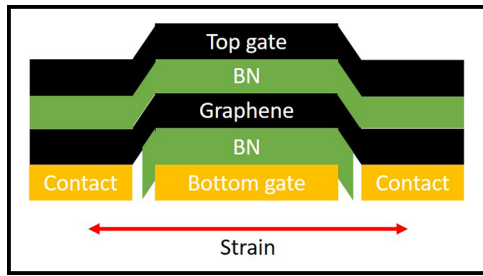 Top gate
BN
Graphene
BN
Contact
Bottom gate
Contact
Strain